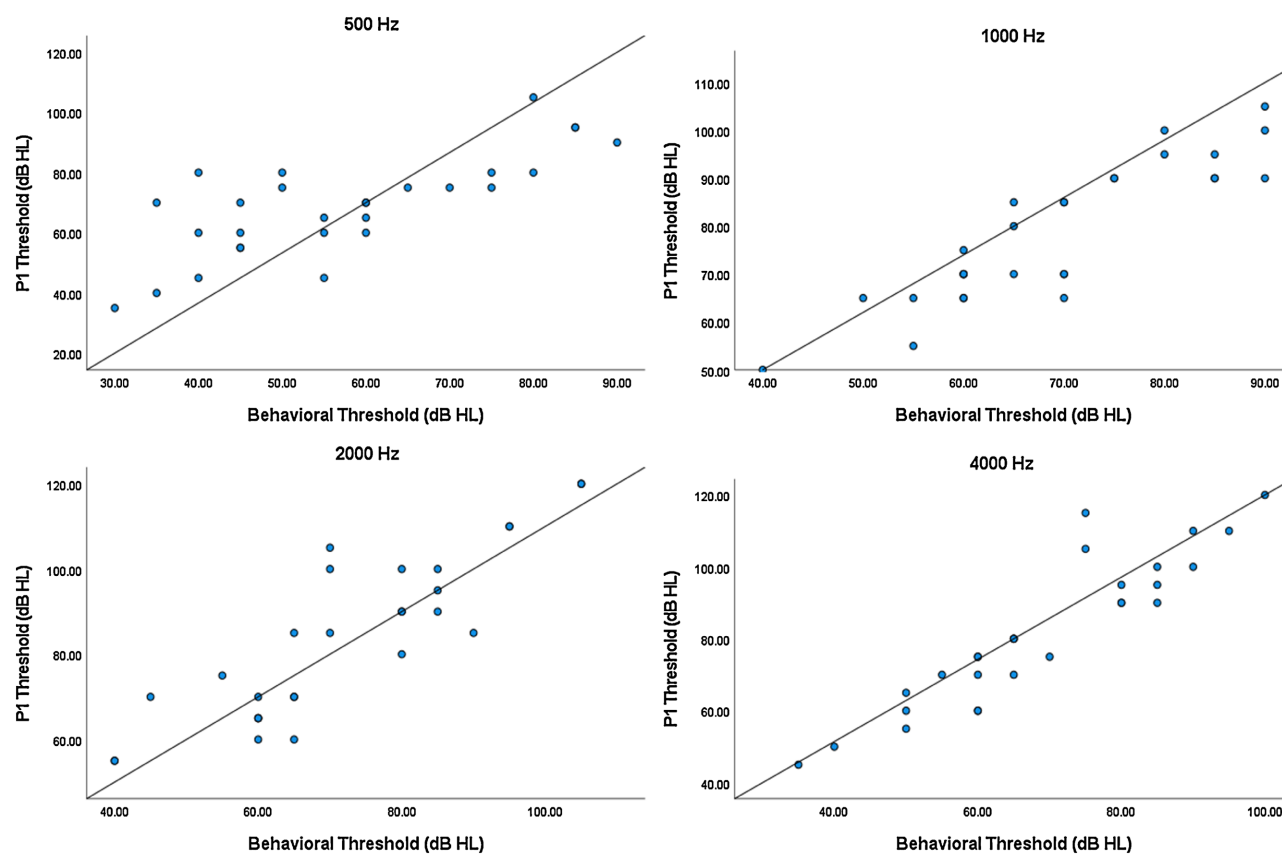 500 Hz
120.00
100.00
80.00
60.00
40.00
20.00
P1 Threshold (dB HL)
30.00 40.00 50.00 60.00 70.00 80.00 90.00
Behavioral Threshold (dB HL)
1000 Hz
110.00
100.00
90.00
80.00
70.00
60.00
50.00
P1 Threshold (dB HL)
40.00 50.00 60.00 70.00 80.00 90.00
Behavioral Threshold (dB HL)
2000 Hz
120.00
100.00
80.00
60.00
P1 Threshold (dB HL)
40.00 60.00 80.00 100.00
Behavioral Threshold (dB HL)
4000 Hz
120.00
100.00
80.00
60.00
40.00
P1 Threshold (dB HL)
40.00 60.00 80.00 100.00
Behavioral Threshold (dB HL)